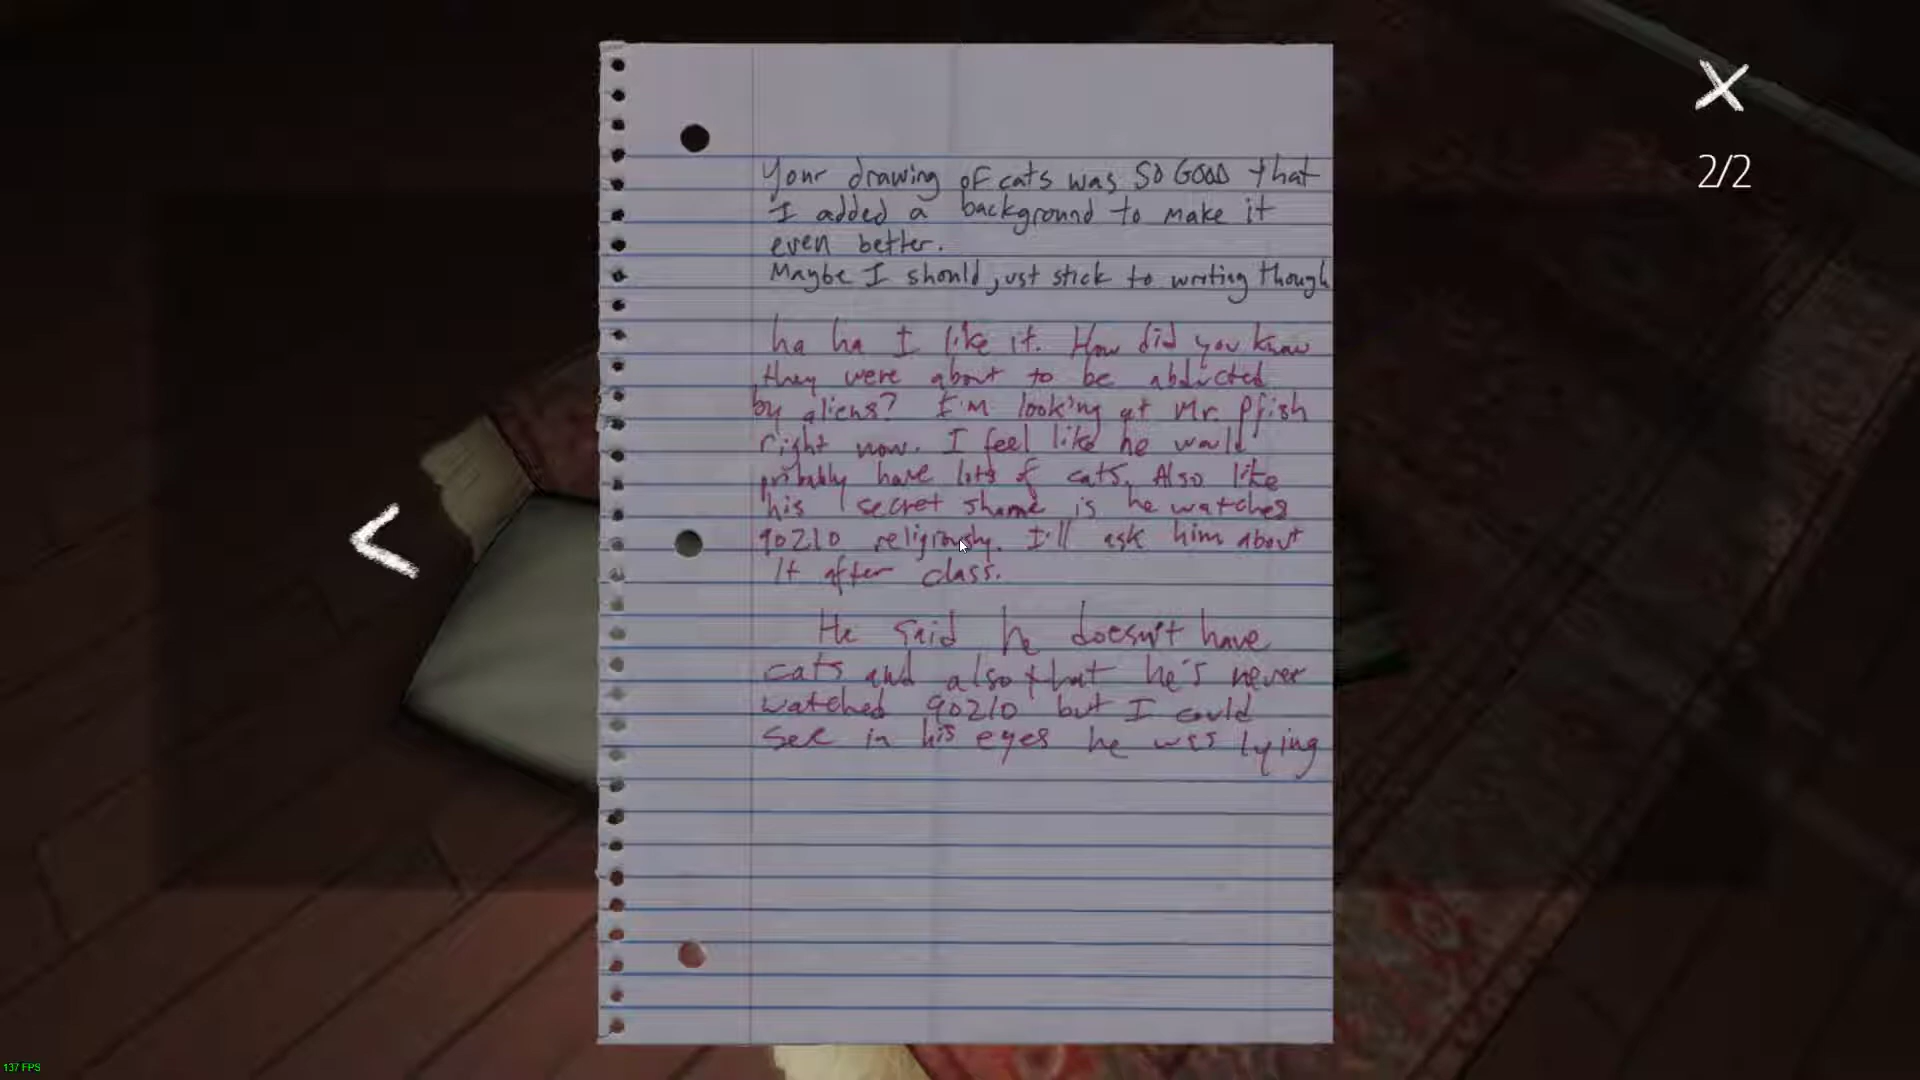 2/2
Your drawing of cats was SO GOOD that
I added a background to make it
even better.
Maybe I should just stick to writing though
ha ha I like it. How did you know
they were about to be abducted
by aliens? I'm looking at Mr. Pfish
right now. I feel like he would
probably have lots of cats. Also like
his secret shame is he watches
90210 religiously. I'll ask him about
it after class.
He said he doesn't have
cats and also that he's never
watched 90210 but I could
see in his eyes he was lying
137 FPS